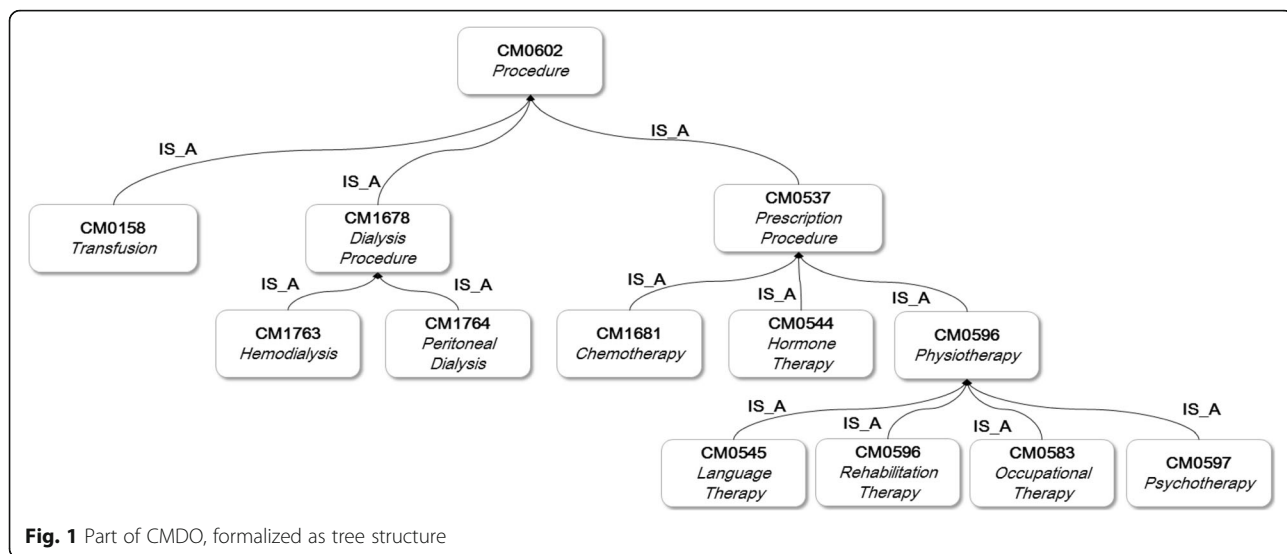 CM0602
Procedure
IS_A
IS_A
IS_A
CM0158
Transfusion
CM1678
Dialysis
Procedure
CM0537
Prescription
Procedure
IS_A
IS_A
IS_A
IS_A
IS_A
CM1763
Hemodialysis
CM1764
Peritoneal
Dialysis
CM1681
Chemotherapy
CM0544
Hormone
Therapy
CM0596
Physiotherapy
IS_A
IS_A
IS_A
IS_A
CM0545
Language
Therapy
CM0596
Rehabilitation
Therapy
CM0583
Occupational
Therapy
CM0597
Psychotherapy
Fig. 1 Part of CMDO, formalized as tree structure